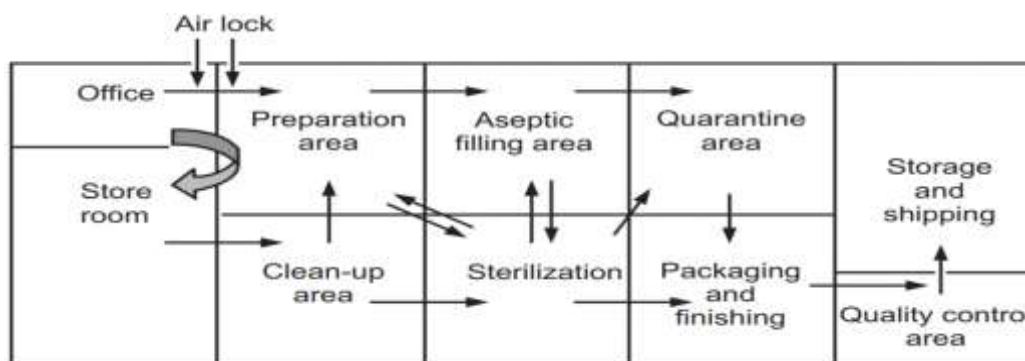 Air lock
Office
Preparation
area
Aseptic
filling area
Quarantine
area
Storage
and
shipping
Store
room
Clean-up
area
Sterilization
Packaging
and
finishing
Quality contro
area